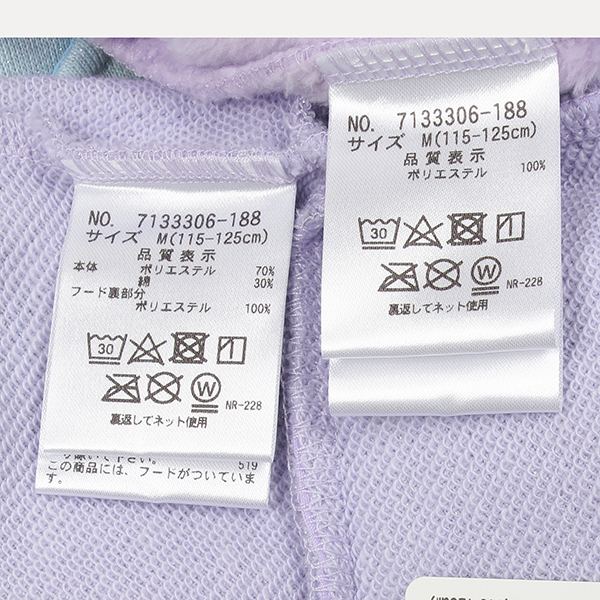 NO. 7133306-188
サイズ M(115-125cm)
品質表示
本体 ポリエステル 70%
綿 30%
フード裏部分
ポリエステル 100%
30
W
NR-228
裏返してネット使用
519
この商品には、フードがついていま
す。
NO. 7133306-188
サイズ M(115-125cm)
品質表示
ポリエステル 100%
30
W
NR-228
裏返してネット使用